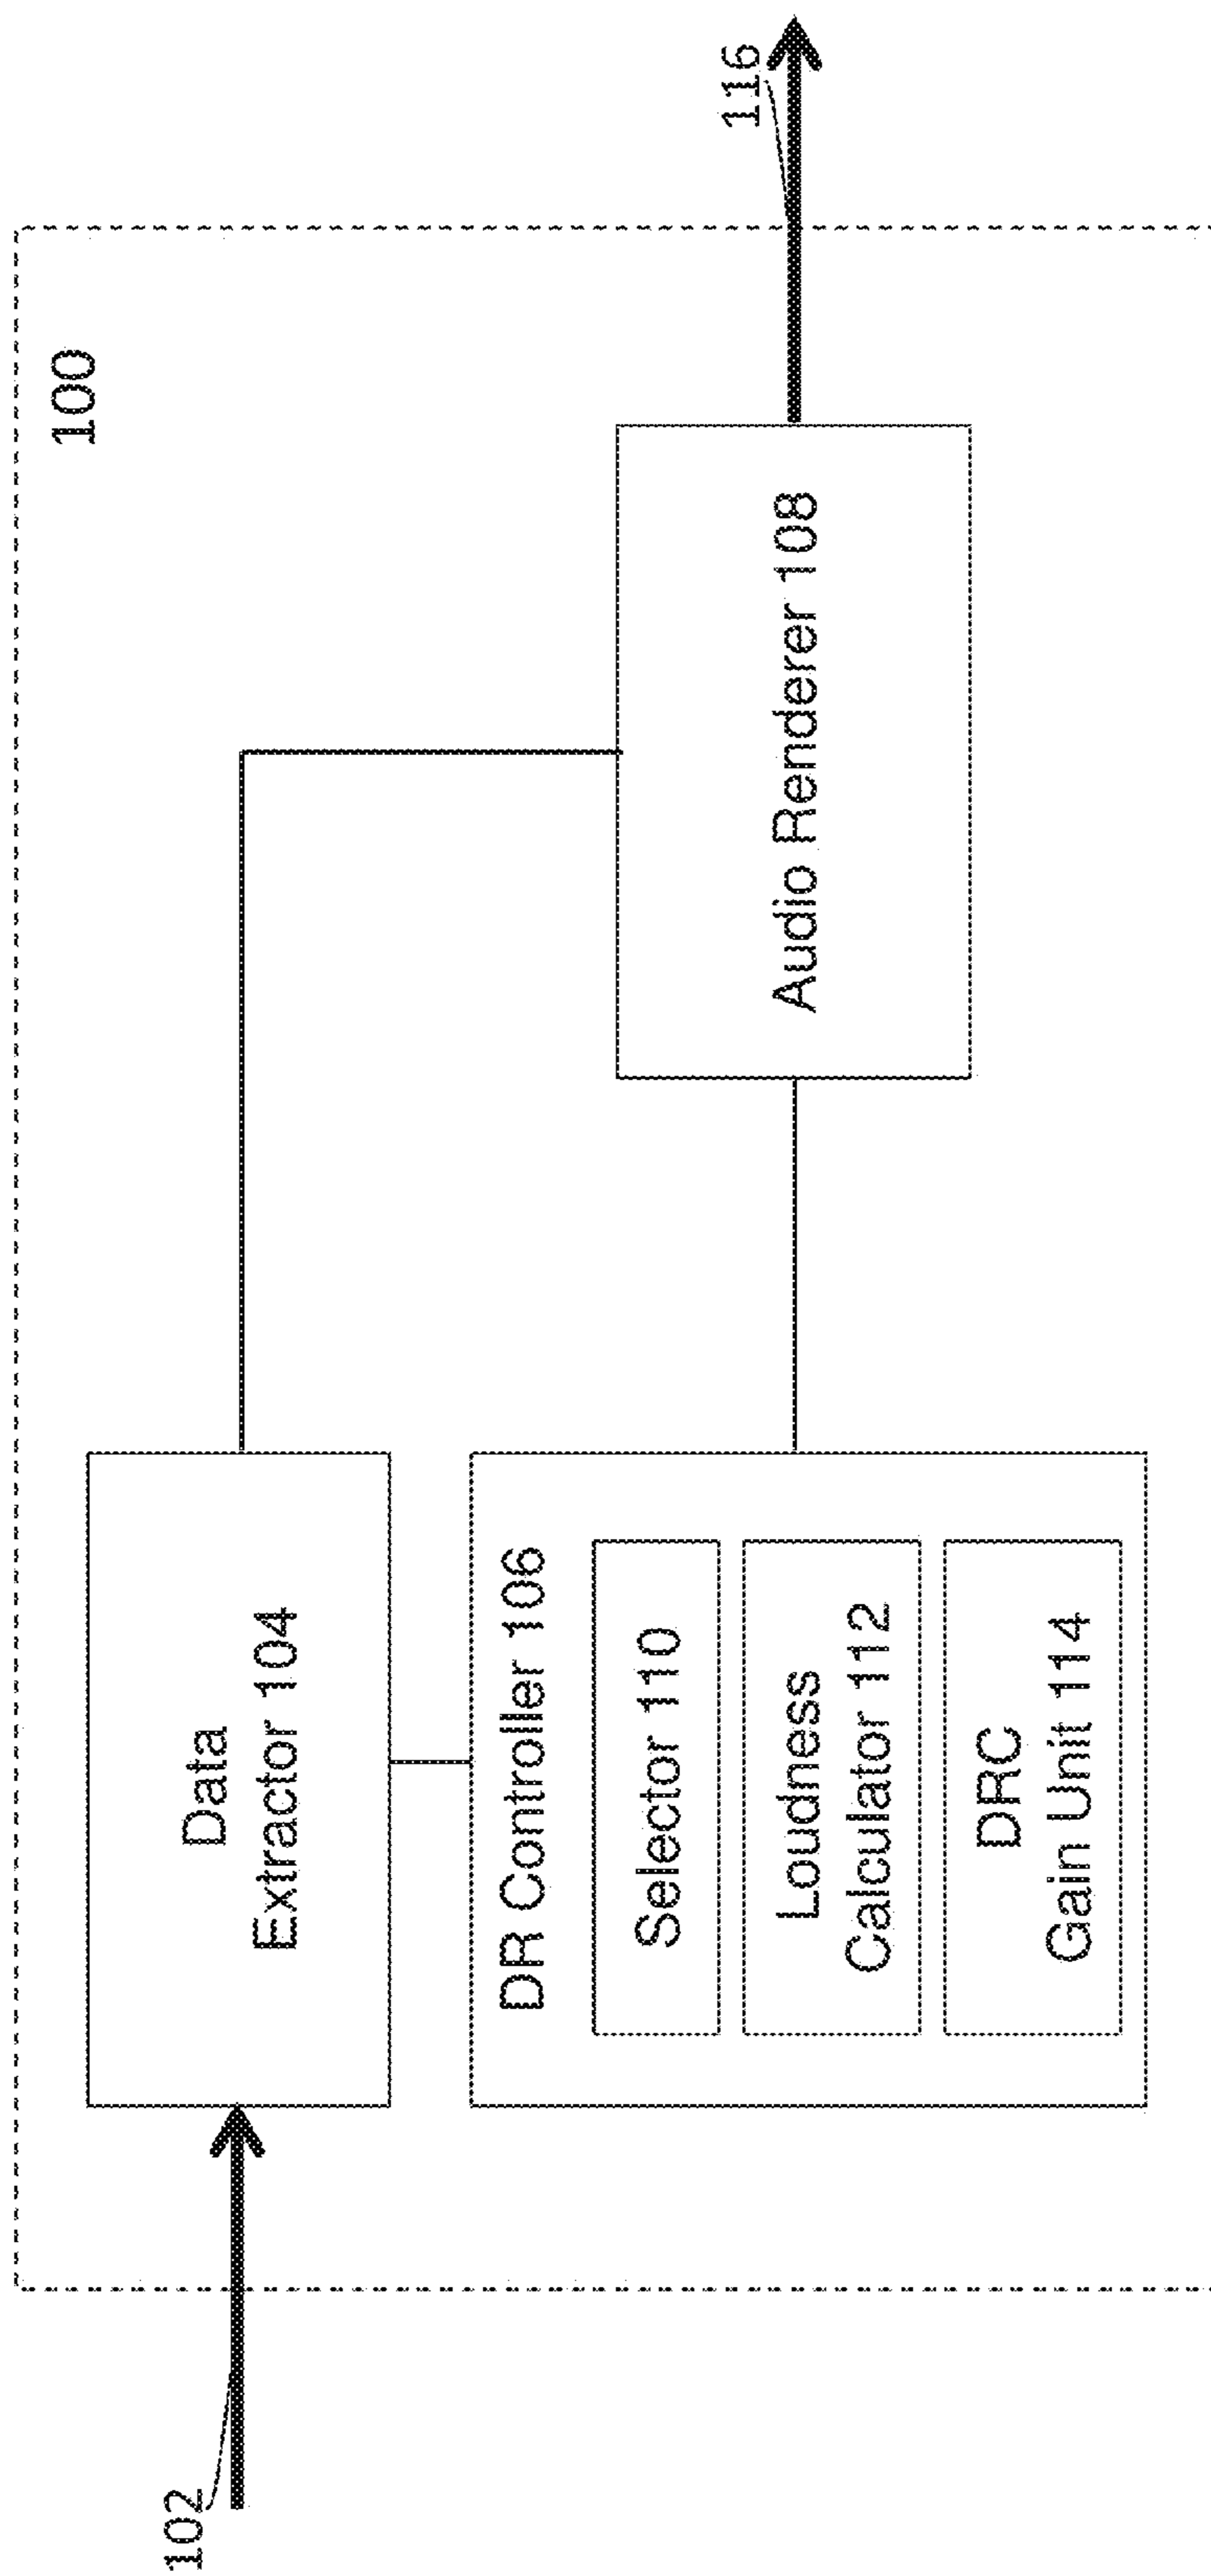 100
102
Data
Extractor 104
DR Controller 106
Selector 110
Loudness
Calculator 112
DRC
Gain Unit 114
Audio Renderer 108
116